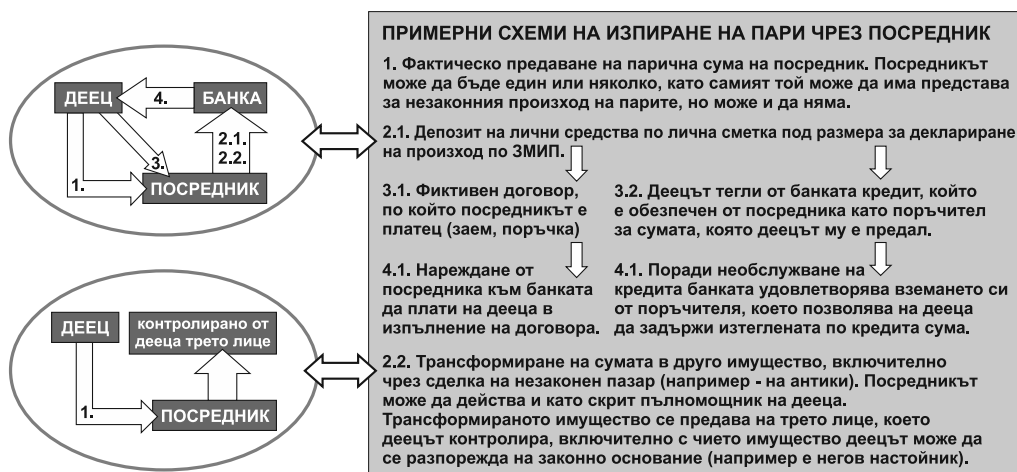 ДЕЕЦ
4.
БАНКА
2.1.
2.2.
3.
1.
ПОСРЕДНИК
ДЕЕЦ
контролирано от
дееца трето лице
1.
ПОСРЕДНИК
ПРИМЕРНИ СХЕМИ НА ИЗПИРАНЕ НА ПАРИ ЧРЕЗ ПОСРЕДНИК
1. Фактическо предаване на парична сума на посредник. Посредникът
може да бъде един или няколко, като самият той може да има представа
за незаконния произход на парите, но може и да няма.
2.1. Депозит на лични средства по лична сметка под размера за деклариране
на произход по ЗМИП.
3.1. Фиктивен договор,
по който посредникът е
платец (заем, поръчка)
4.1. Нареждане от
посредника към банката
да плати на дееца в
изпълнение на договора.
3.2. Деецът тегли от банката кредит, който
е обезпечен от посредника като поръчител
за сумата, която деецът му е предал.
4.1. Поради необслужване на
кредита банката удовлетворява вземането си
от поръчителя, което позволява на дееца
да задържи изтеглената по кредита сума.
2.2. Трансформиране на сумата в друго имущество, включително
чрез сделка на незаконен пазар (например - на антики). Посредникът
може да действа и като скрит пълномощник на дееца.
Трансформираното имущество се предава на трето лице, което
деецът контролира, включително с чието имущество деецът може да
се разпорежда на законно основание (например е негов настойник).